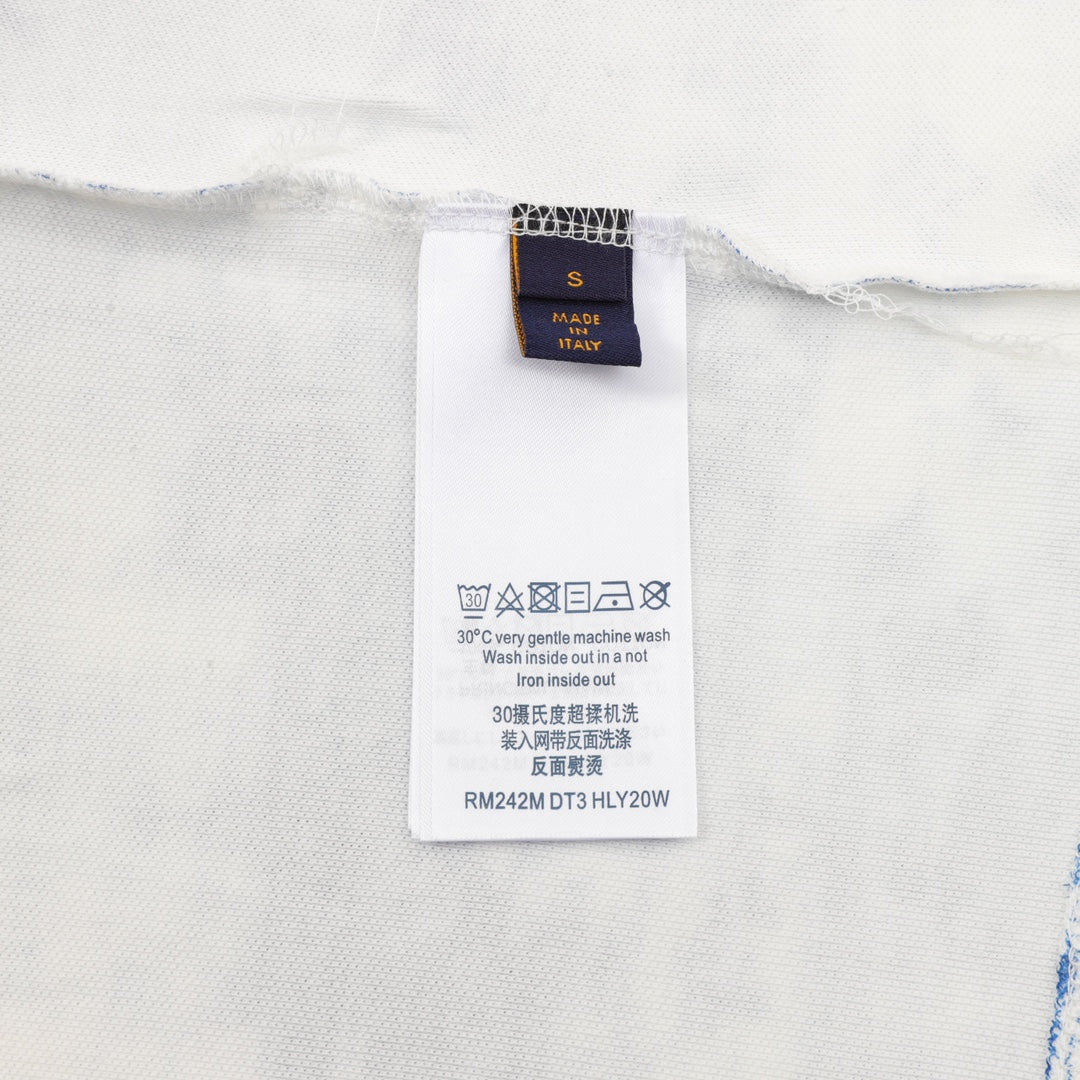 S
MADE
IN
ITALY
30
30°C very gentle machine wash
Wash inside out in a not
Iron inside out
30摄氏度超揉机洗
装入网带反面洗涤
反面熨烫
RM242M DT3 HLY20W